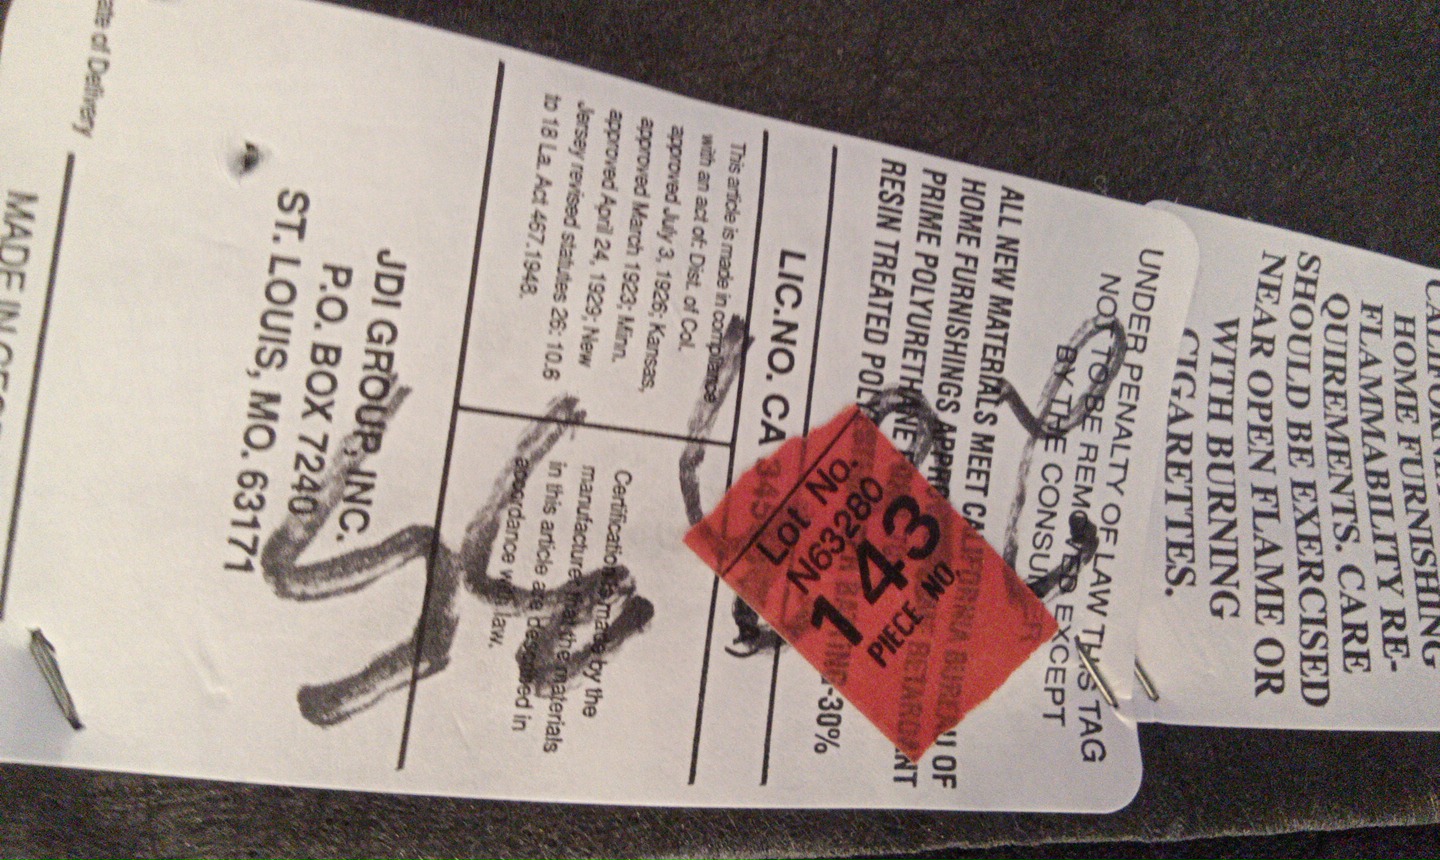 CALIFORNIA
HOME FURNISHING
FLAMMABILITY RE-
QUIREMENTS. CARE
SHOULD BE EXERCISED
NEAR OPEN FLAME OR
WITH BURNING
CIGARETTES.
UNDER PENALTY OF LAW THIS TAG
NOT TO BE REMOVED EXCEPT
BY THE CONSUMER
ALL NEW MATERIALS MEET CALIFORNIA BUREAU OF
HOME FURNISHINGS
PRIME POLYURETHANE
RESIN TREATED
-30%
Lot No.
N63280
143
PIECE NO
LIC. NO. CA
This article is made in compliance
with an act of: Dist. of Col.
approved July 3, 1926; Kansas,
approved March 1923; Minn.
approved April 24, 1929; New
Jersey revised statutes 26: 10.6
to 18 La. Act 467.1948.
Certification is made by the
manufacturer that the materials
in this article are described in
accordance with law.
JDI GROUP, INC.
P.O. BOX 7240
ST. LOUIS, MO. 63171
of Delivery
MADE IN